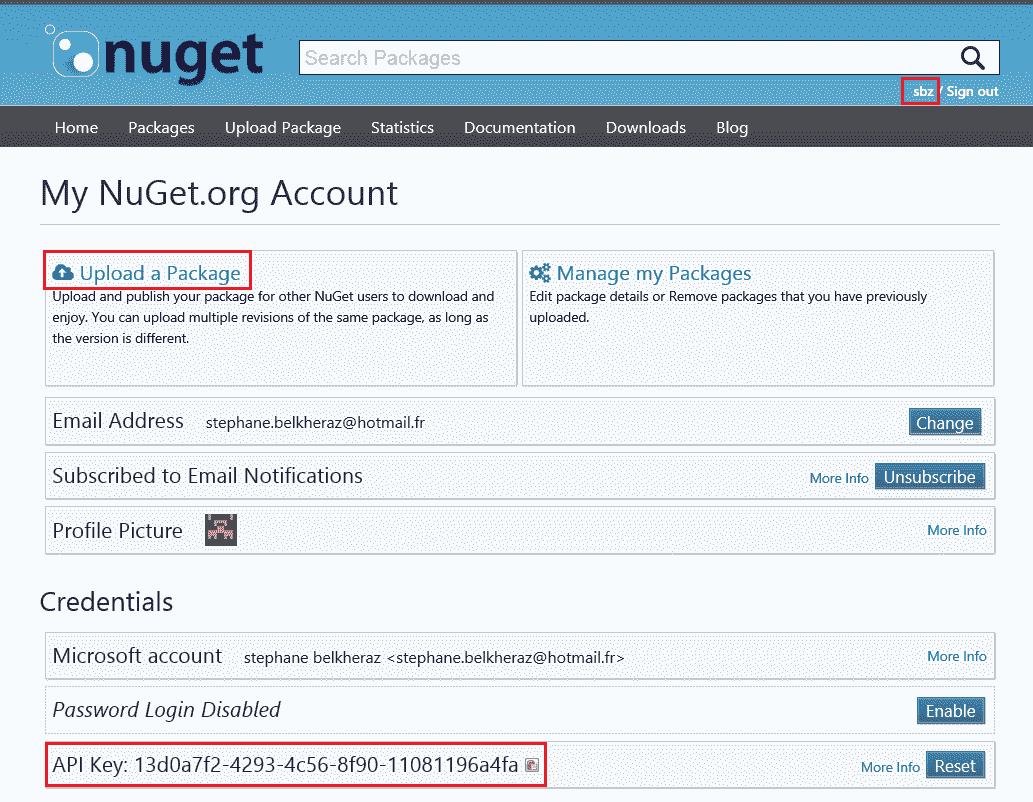 nuget
Search Packages
sbz / Sign out
Home Packages Upload Package Statistics Documentation Downloads Blog
My NuGet.org Account
Upload a Package
Upload and publish your package for other NuGet users to download and
enjoy. You can upload multiple revisions of the same package, as long as
the version is different.
Manage my Packages
Edit package details or Remove packages that you have previously
uploaded.
Email Address stephane.belkheraz@hotmail.fr Change
Subscribed to Email Notifications More Info Unsubscribe
Profile Picture More Info
Credentials
Microsoft account stephane belkheraz <stephane.belkheraz@hotmail.fr> More Info
Password Login Disabled Enable
API Key: 13d0a7f2-4293-4c56-8f90-11081196a4fa More Info Reset